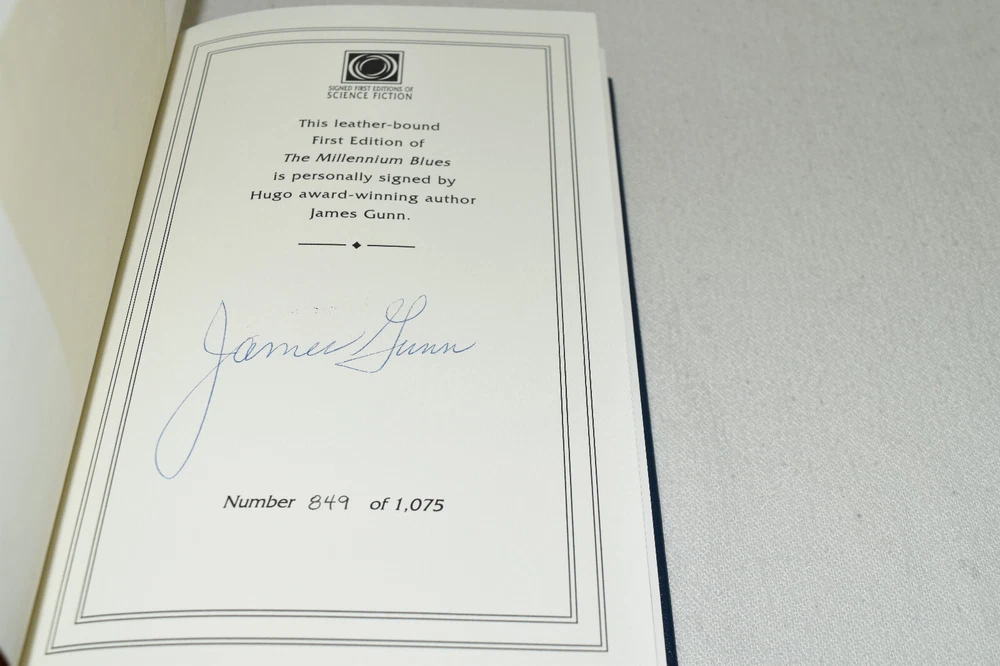 SIGNED FIRST EDITIONS OF
SCIENCE FICTION
This leather-bound
First Edition of
The Millennium Blues
is personally signed by
Hugo award-winning author
James Gunn.
James Gunn
Number 849 of 1,075